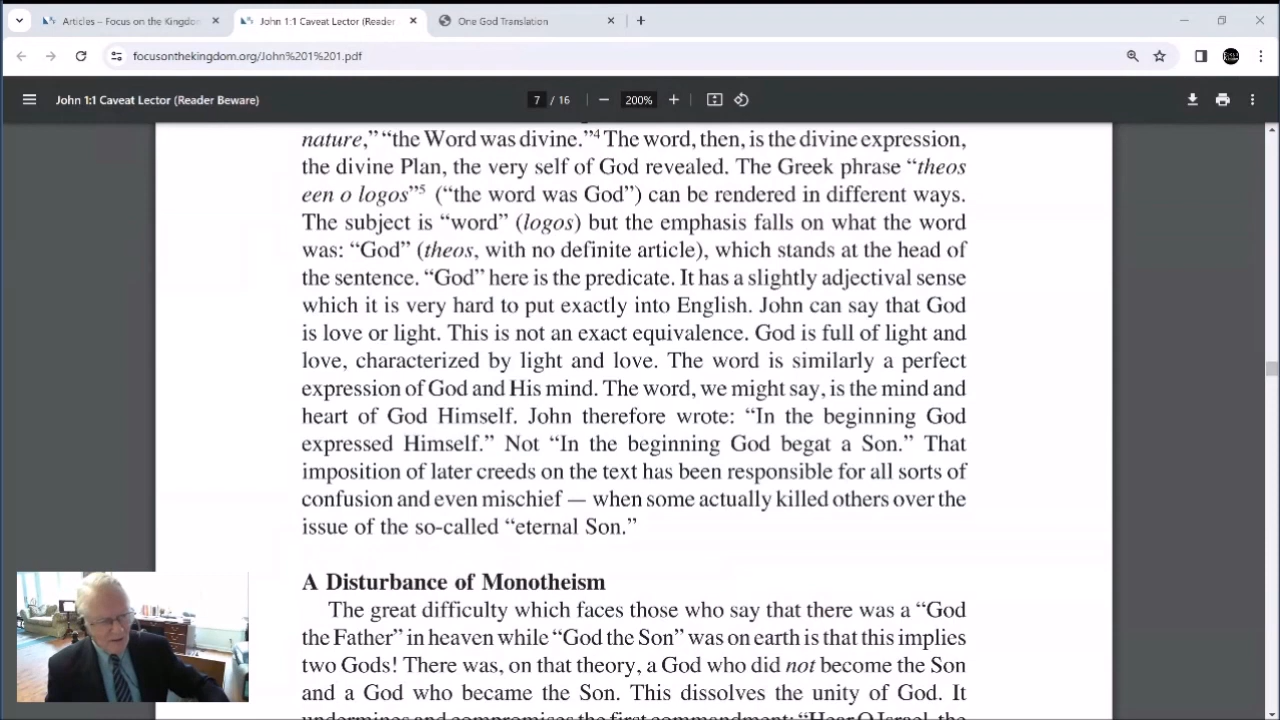 Articles – Focus on the Kingdo
John 1:1 Caveat Lector (Reader
One God Translation
focusonthekingdom.org/John%201%201.pdf
John 1:1 Caveat Lector (Reader Beware)
7 / 16
200%
nature,” “the Word was divine.”4 The word, then, is the divine expression,
the divine Plan, the very self of God revealed. The Greek phrase “theos
een o logos”5 (“the word was God”) can be rendered in different ways.
The subject is “word” (logos) but the emphasis falls on what the word
was: “God” (theos, with no definite article), which stands at the head of
the sentence. “God” here is the predicate. It has a slightly adjectival sense
which it is very hard to put exactly into English. John can say that God
is love or light. This is not an exact equivalence. God is full of light and
love, characterized by light and love. The word is similarly a perfect
expression of God and His mind. The word, we might say, is the mind and
heart of God Himself. John therefore wrote: “In the beginning God
expressed Himself.” Not “In the beginning God begat a Son.” That
imposition of later creeds on the text has been responsible for all sorts of
confusion and even mischief — when some actually killed others over the
issue of the so-called “eternal Son.”
A Disturbance of Monotheism
The great difficulty which faces those who say that there was a “God
the Father” in heaven while “God the Son” was on earth is that this implies
two Gods! There was, on that theory, a God who did not become the Son
and a God who became the Son. This dissolves the unity of God. It
undermines and compromises the first commandment: “Hear O Israel, the